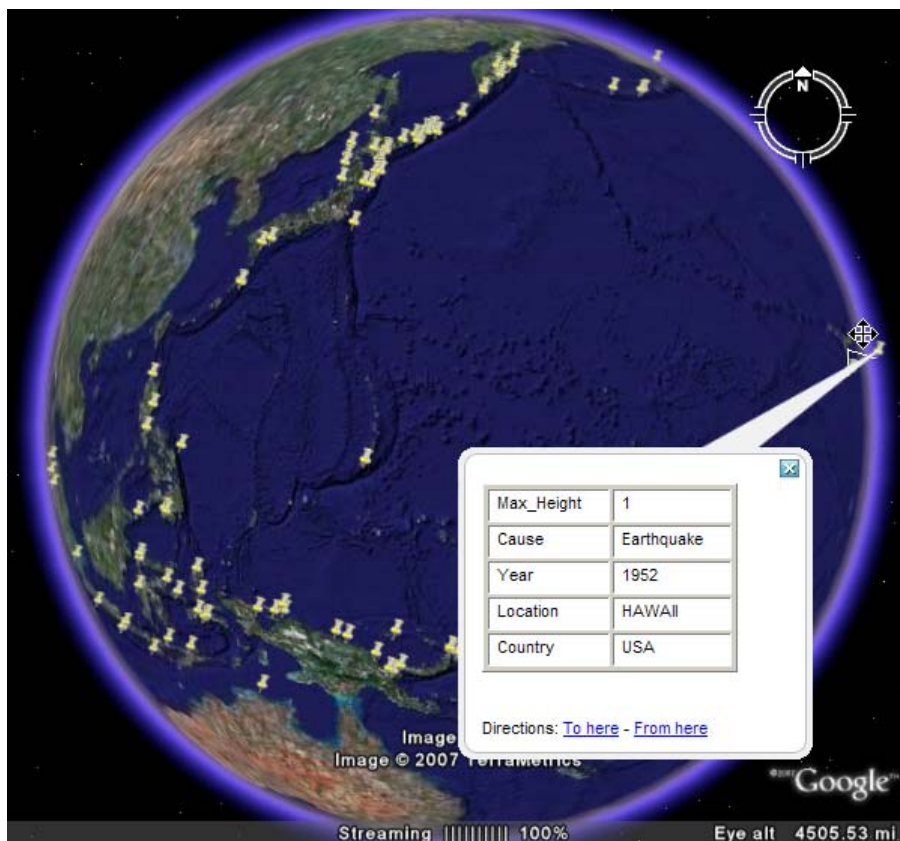 N
Max_Height 1
Cause Earthquake
Year 1952
Location HAWAII
Country USA
Directions: To here - From here
Image
Image © 2007 TerraMetrics
Google
Streaming |||||||||| 100% Eye alt 4505.53 mi